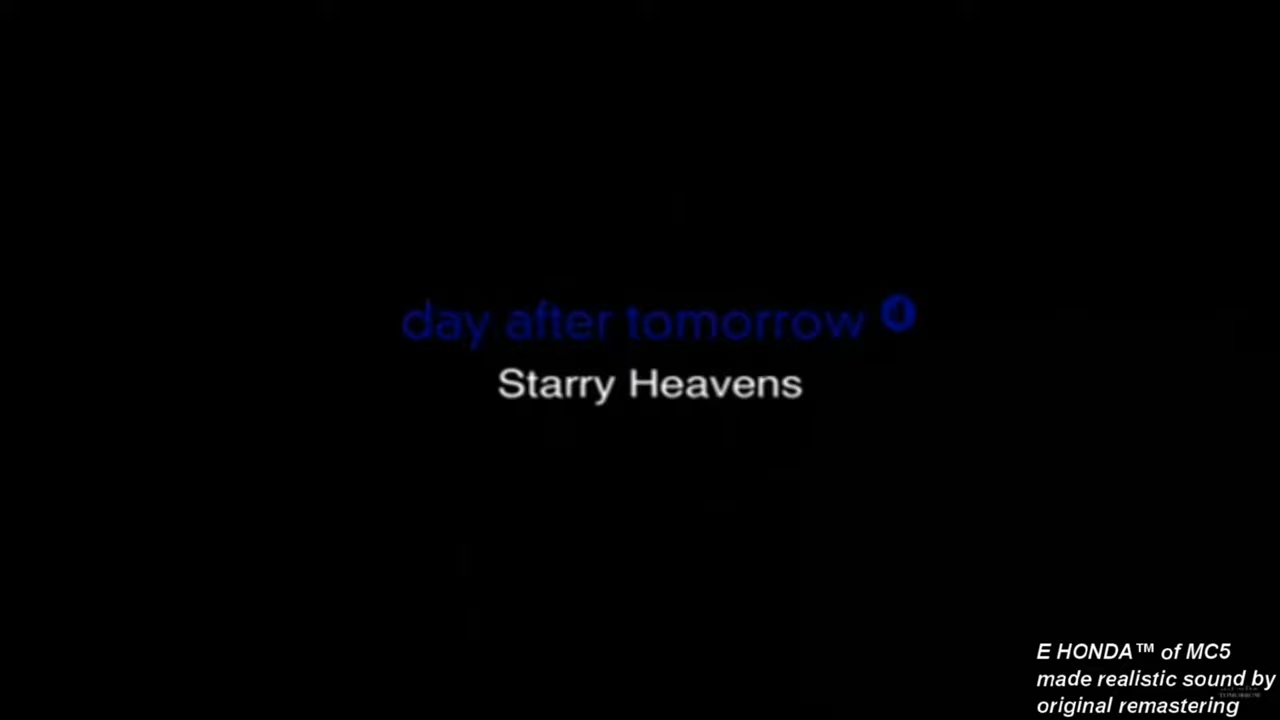 day after tomorrow
Starry Heavens
E HONDA™ of MC5
made realistic sound by
original remastering